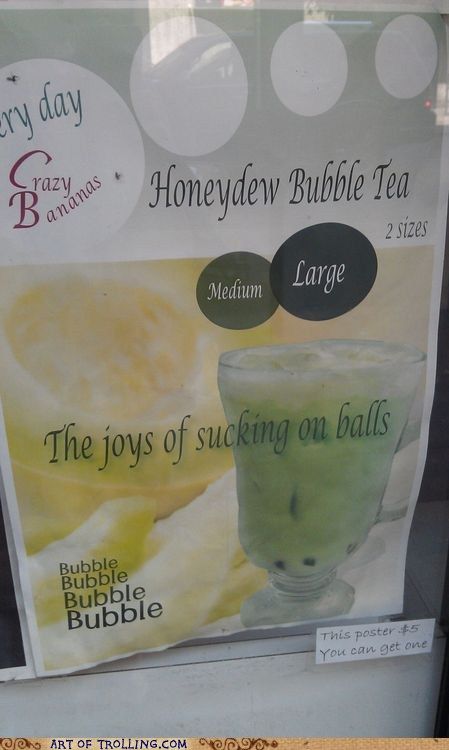 ery day
Crazy
Bananas
Honeydew Bubble Tea
2 sizes
Medium
Large
The joys of sucking on balls
Bubble
Bubble
Bubble
Bubble
This poster $5
You can get one
ART OF TROLLING.COM